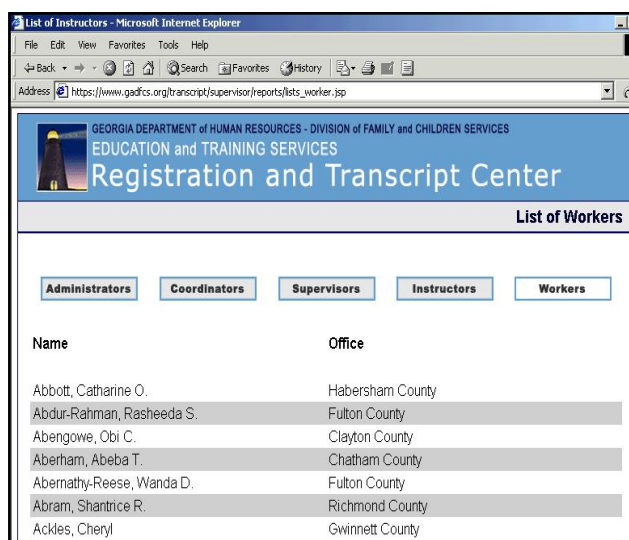 List of Instructors - Microsoft Internet Explorer
File Edit View Favorites Tools Help
Back Search Favorites History
Address https://www.gadfcs.org/transcript/supervisor/reports/lists_worker.jsp
GEORGIA DEPARTMENT of HUMAN RESOURCES - DIVISION of FAMILY and CHILDREN SERVICES
EDUCATION and TRAINING SERVICES
Registration and Transcript Center
List of Workers
Administrators Coordinators Supervisors Instructors Workers
Name Office
Abbott, Catharine O. Habersham County
Abdur-Rahman, Rasheeda S. Fulton County
Abengowe, Obi C. Clayton County
Aberham, Abeba T. Chatham County
Abernathy-Reese, Wanda D. Fulton County
Abram, Shantrice R. Richmond County
Ackles, Cheryl Gwinnett County